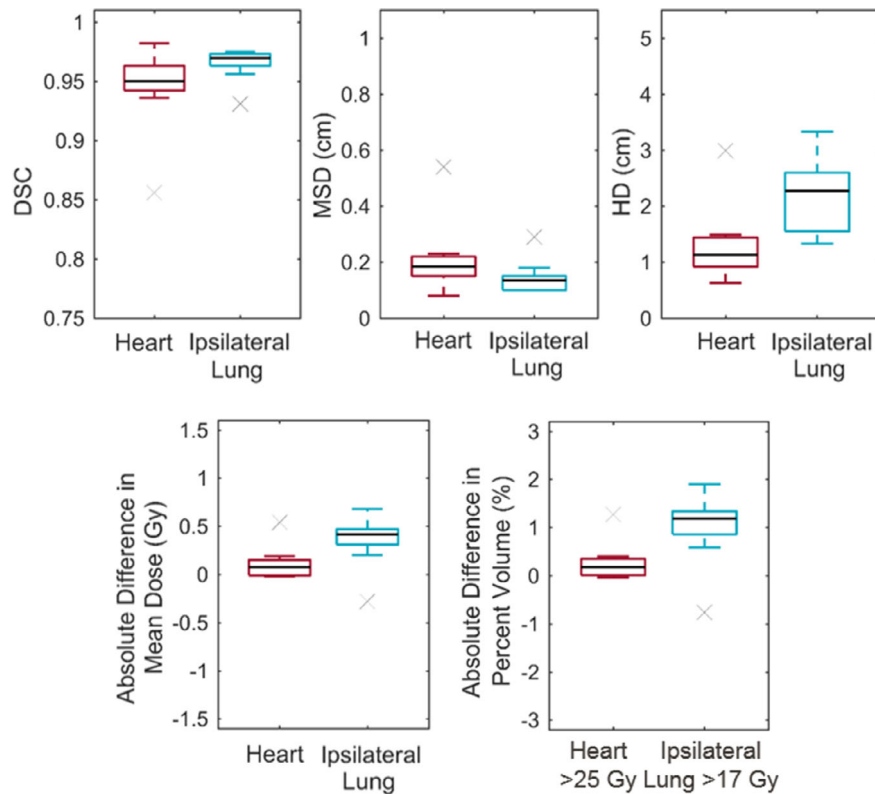 DSC
1
0.95
0.9
0.85
0.8
0.75
Heart
Ipsilateral
Lung
MSD (cm)
1
0.8
0.6
0.4
0.2
0
Heart
Ipsilateral
Lung
HD (cm)
5
4
3
2
1
0
Heart
Ipsilateral
Lung
Absolute Difference in
Mean Dose (Gy)
1.5
1
0.5
0
-0.5
-1
-1.5
Heart
Ipsilateral
Lung
Absolute Difference in
Percent Volume (%)
3
2
1
0
-1
-2
-3
Heart
>25 Gy
Ipsilateral
Lung >17 Gy